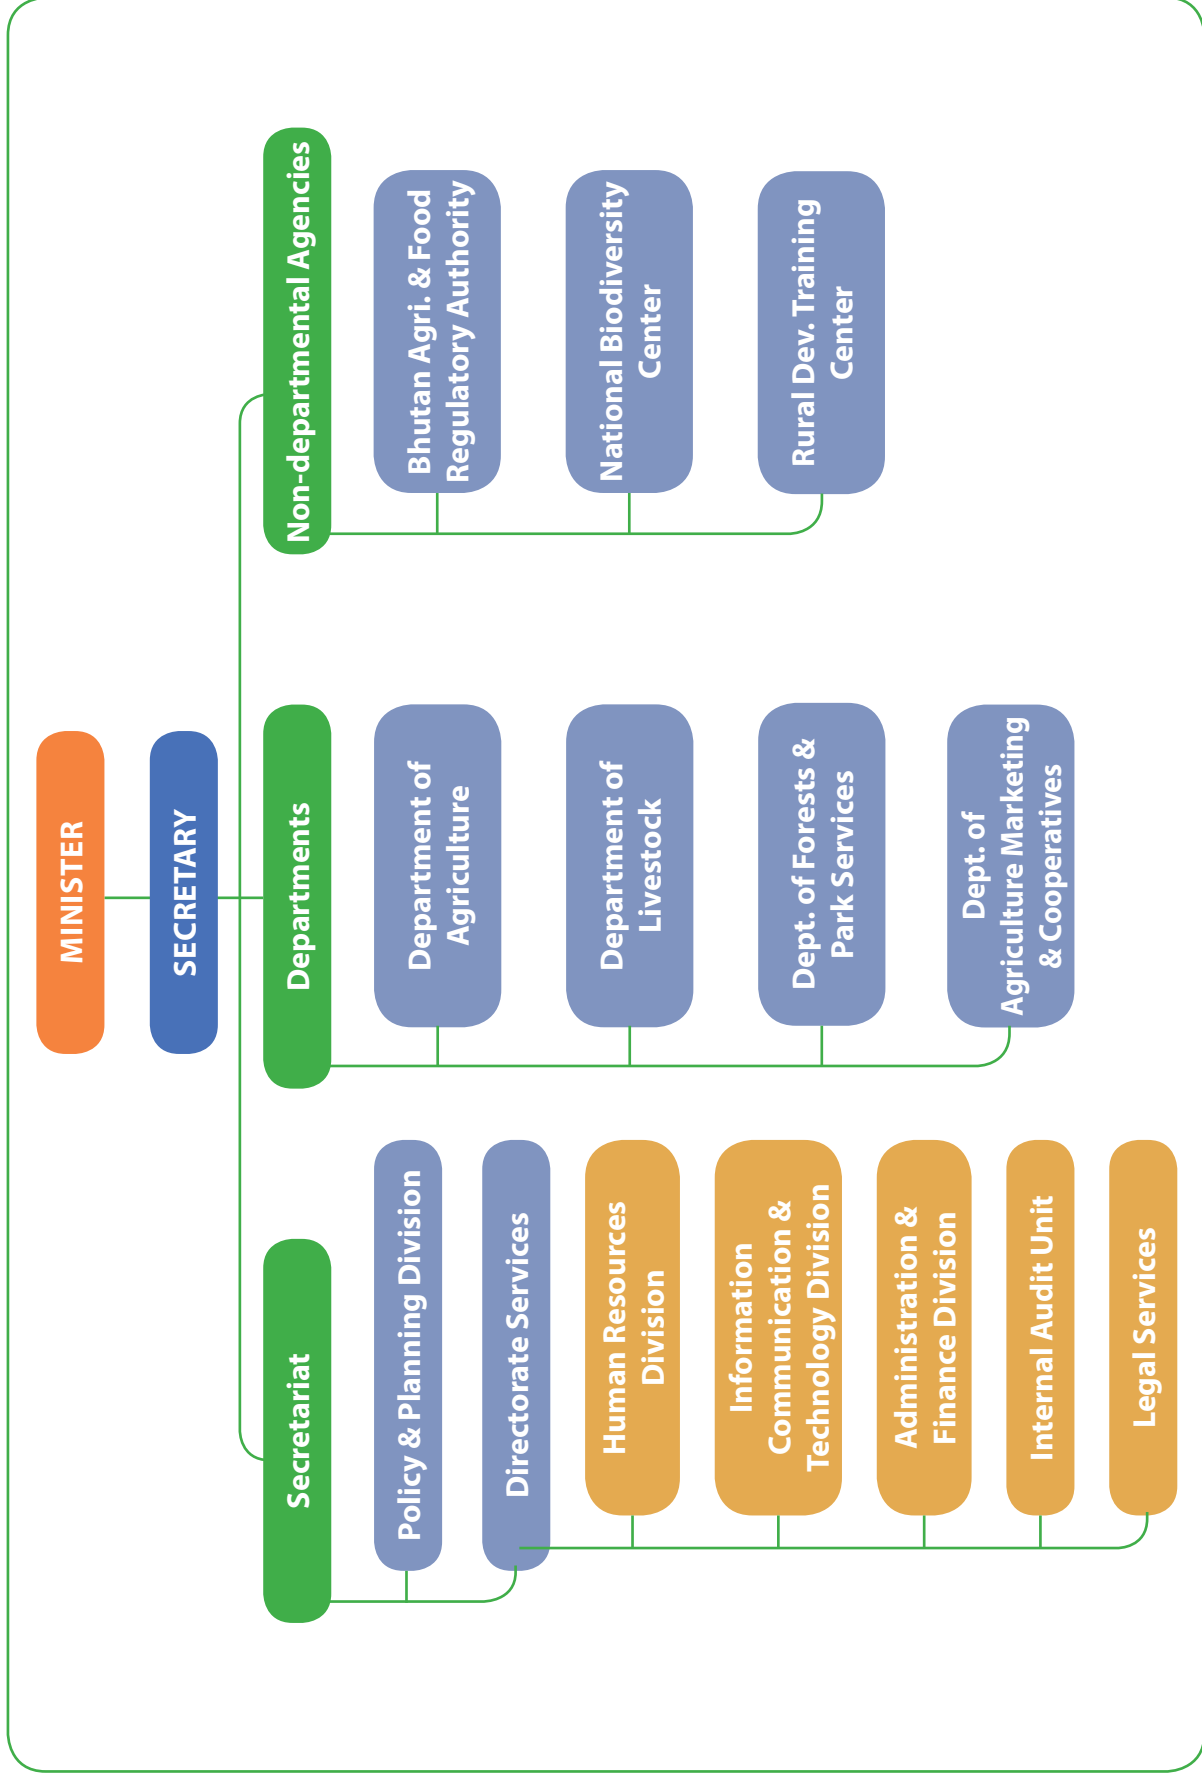 MINISTER
SECRETARY
Secretariat
Policy & Planning Division
Directorate Services
Human Resources
Division
Information
Communication &
Technology Division
Administration &
Finance Division
Internal Audit Unit
Legal Services
Departments
Department of
Agriculture
Department of
Livestock
Dept. of Forests &
Park Services
Dept. of
Agriculture Marketing
& Cooperatives
Non-departmental Agencies
Bhutan Agri. & Food
Regulatory Authority
National Biodiversity
Center
Rural Dev. Training
Center